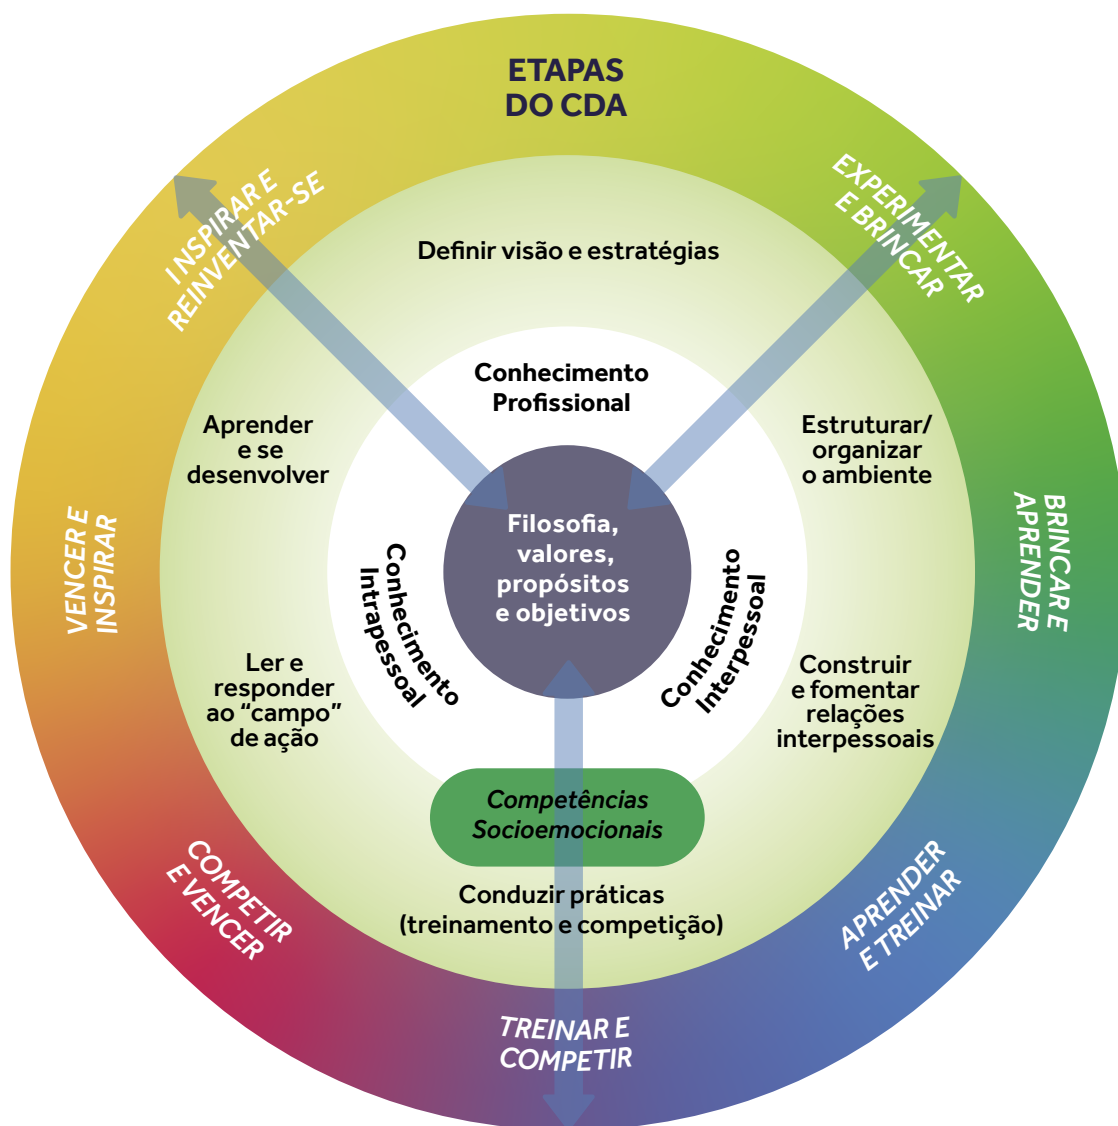 ETAPAS
DO CDA
EXPERIMENTAR
E BRINCAR
BRINCAR E
APRENDER
APRENDER
E TREINAR
TREINAR E
COMPETIR
COMPETIR
E VENCER
VENCER E
INSPIRAR
INSPIRAR E
REINVENTAR-SE
Definir visão e estratégias
Estruturar/
organizar
o ambiente
Construir
e fomentar
relações
interpessoais
Conduzir práticas
(treinamento e competição)
Ler e
responder
ao “campo”
de ação
Aprender
e se
desenvolver
Conhecimento
Profissional
Conhecimento
Interpessoal
Conhecimento
Intrapessoal
Competências
Socioemocionais
Filosofia,
valores,
propósitos
e objetivos